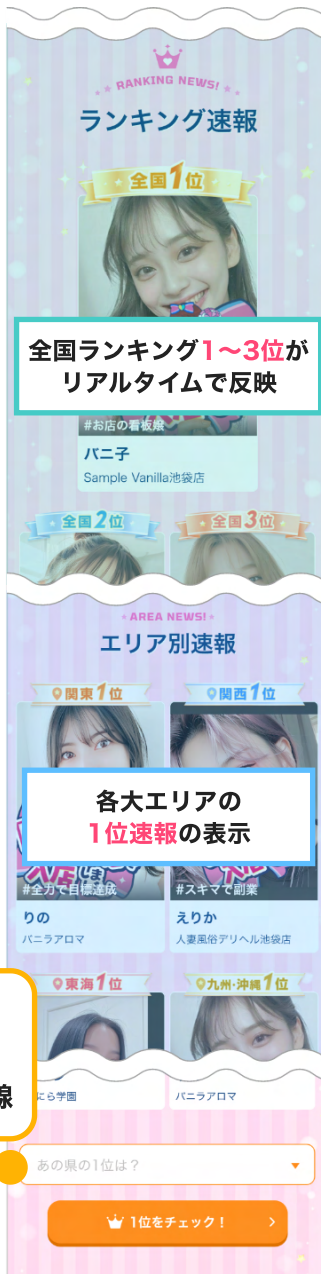 RANKING NEWS!
ランキング速報
全国1位
全国ランキング1〜3位が
リアルタイムで反映
#お店の看板娘
バニ子
Sample Vanilla池袋店
全国2位
全国3位
AREA NEWS!
エリア別速報
関東1位
関西1位
各大エリアの
1位速報の表示
#全力で目標達成
#スキマで副業
りの
えりか
バニラアロマ
人妻風俗デリヘル池袋店
東海1位
九州・沖縄1位
線
にら学園
バニラアロマ
あの県の1位は？
1位をチェック！